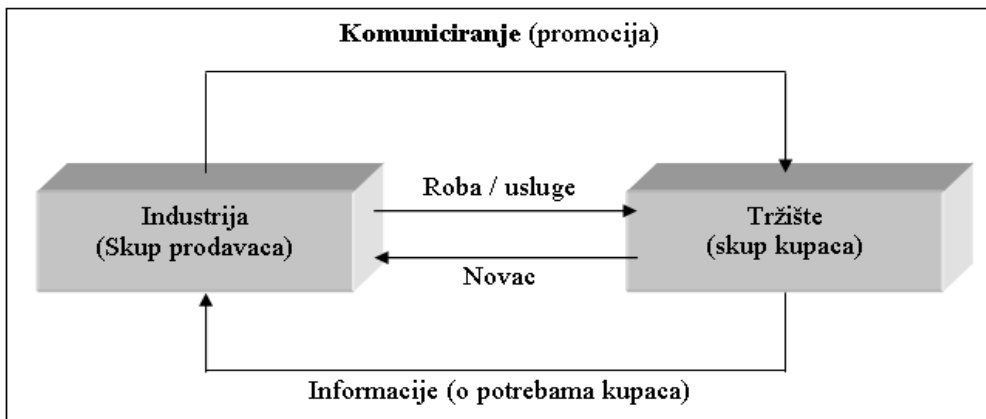 Komuniciranje (promocija)
Roba / usluge
Industrija
(Skup prodavaca)
Tržište
(skup kupaca)
Novac
Informacije (o potrebama kupaca)